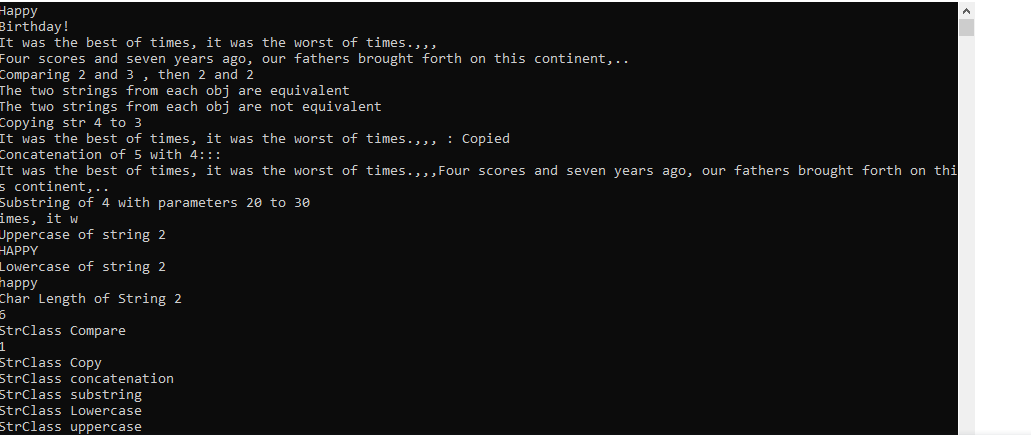 Happy
Birthday!
It was the best of times, it was the worst of times.,,,
Four scores and seven years ago, our fathers brought forth on this continent,..
Comparing 2 and 3 , then 2 and 2
The two strings from each obj are equivalent
The two strings from each obj are not equivalent
Copying str 4 to 3
It was the best of times, it was the worst of times.,,, : Copied
Concatenation of 5 with 4:::
It was the best of times, it was the worst of times.,,,Four scores and seven years ago, our fathers brought forth on thi
s continent,..
Substring of 4 with parameters 20 to 30
imes, it w
Uppercase of string 2
HAPPY
Lowercase of string 2
happy
Char Length of String 2
6
StrClass Compare
1
StrClass Copy
StrClass concatenation
StrClass substring
StrClass Lowercase
StrClass uppercase